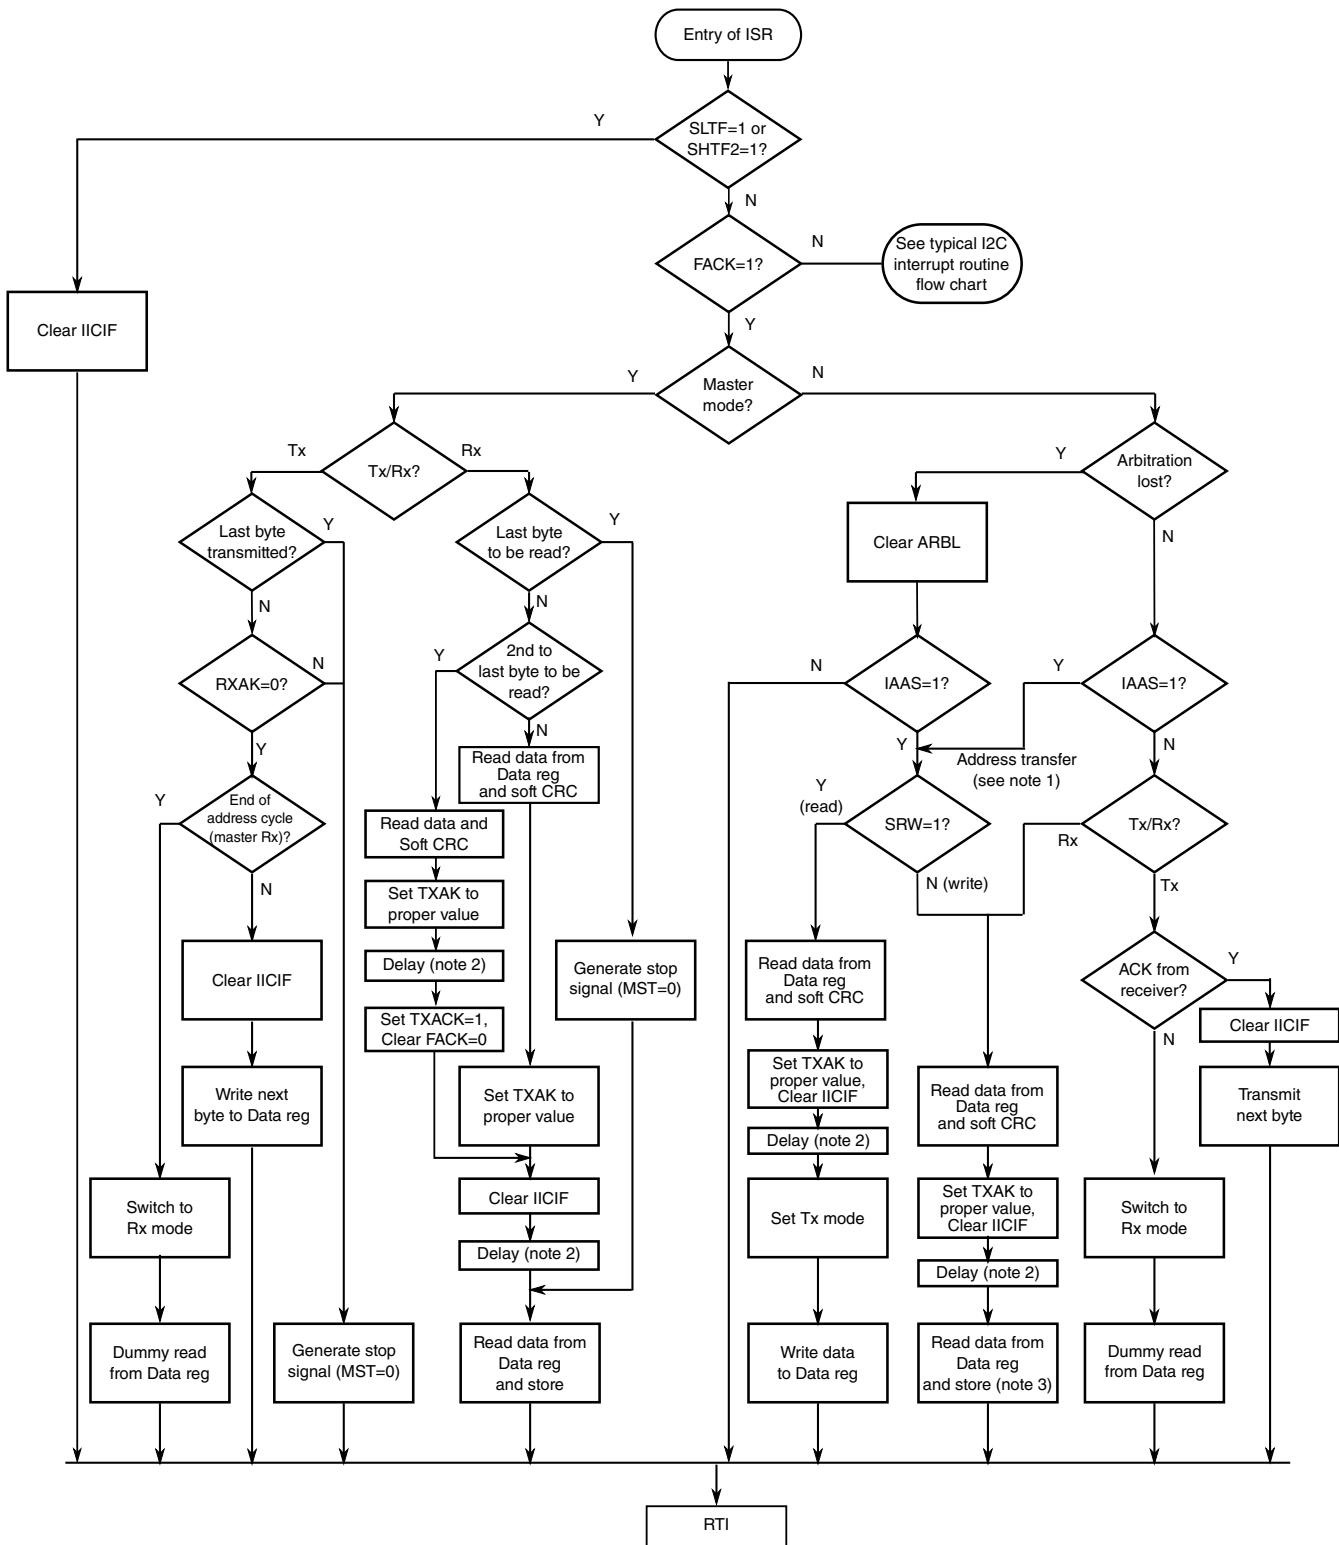 Entry of ISR
SLTF=1 or
SHTF2=1?
Y
N
FACK=1?
N
See typical I2C
interrupt routine
flow chart
Clear IICIF
Y
Master
mode?
Y
N
Tx/Rx?
Tx
Rx
Arbitration
lost?
Y
N
Last byte
transmitted?
Y
N
Last byte
to be read?
Y
N
Clear ARBL
RXAK=0?
N
Y
2nd to
last byte to be
read?
Y
N
IAAS=1?
N
Y
IAAS=1?
Y
N
Address transfer
(see note 1)
Read data from
Data reg
and soft CRC
End of
address cycle
(master Rx)?
Y
N
Read data and
Soft CRC
Y
(read)
SRW=1?
N (write)
Tx/Rx?
Rx
Tx
Set TXAK to
proper value
Delay (note 2)
Set TXACK=1,
Clear FACK=0
Clear IICIF
Generate stop
signal (MST=0)
Read data from
Data reg
and soft CRC
ACK from
receiver?
Y
N
Clear IICIF
Write next
byte to Data reg
Set TXAK to
proper value
Set TXAK to
proper value,
Clear IICIF
Delay (note 2)
Read data from
Data reg
and soft CRC
Transmit
next byte
Switch to
Rx mode
Clear IICIF
Delay (note 2)
Set Tx mode
Set TXAK to
proper value,
Clear IICIF
Delay (note 2)
Switch to
Rx mode
Dummy read
from Data reg
Generate stop
signal (MST=0)
Read data from
Data reg
and store
Write data
to Data reg
Read data from
Data reg
and store (note 3)
Dummy read
from Data reg
RTI